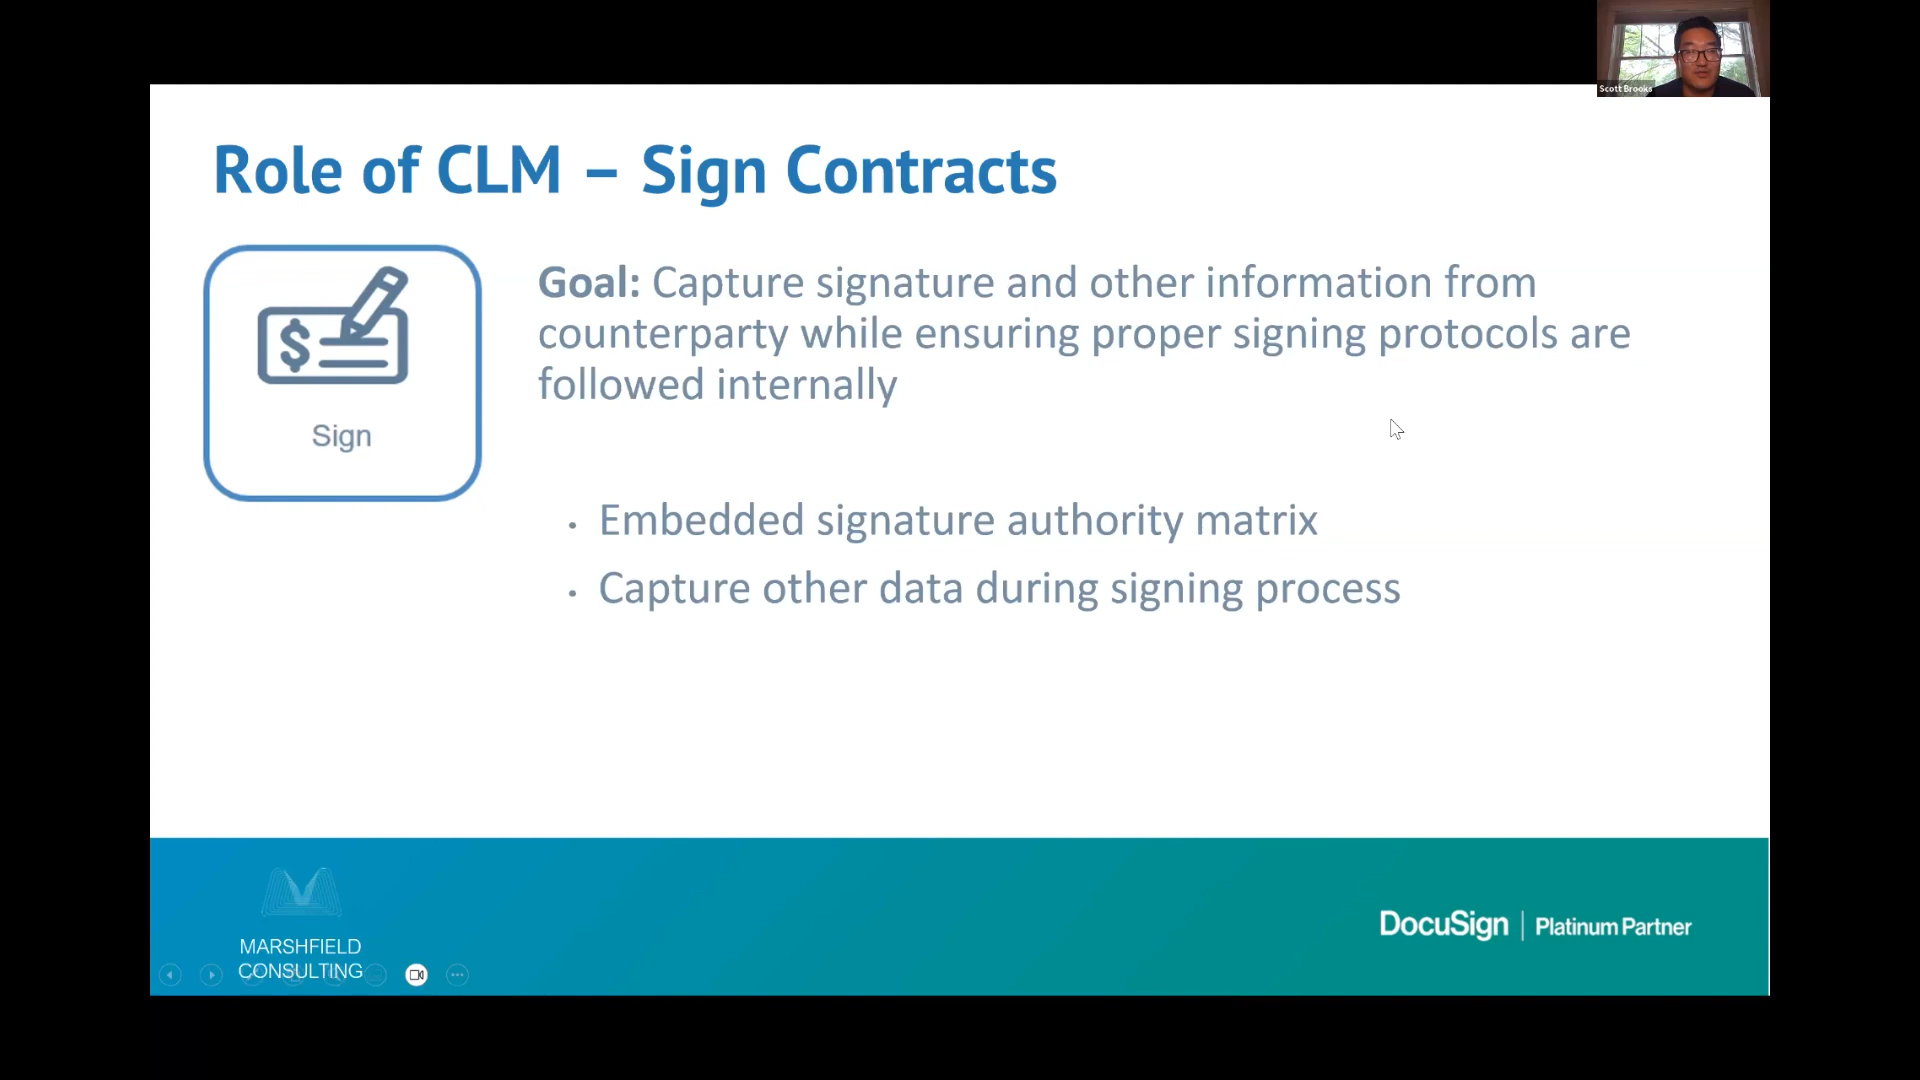 Scott Brooks
Role of CLM – Sign Contracts
Sign
Goal: Capture signature and other information from
counterparty while ensuring proper signing protocols are
followed internally
• Embedded signature authority matrix
• Capture other data during signing process
MARSHFIELD
CONSULTING
DocuSign | Platinum Partner